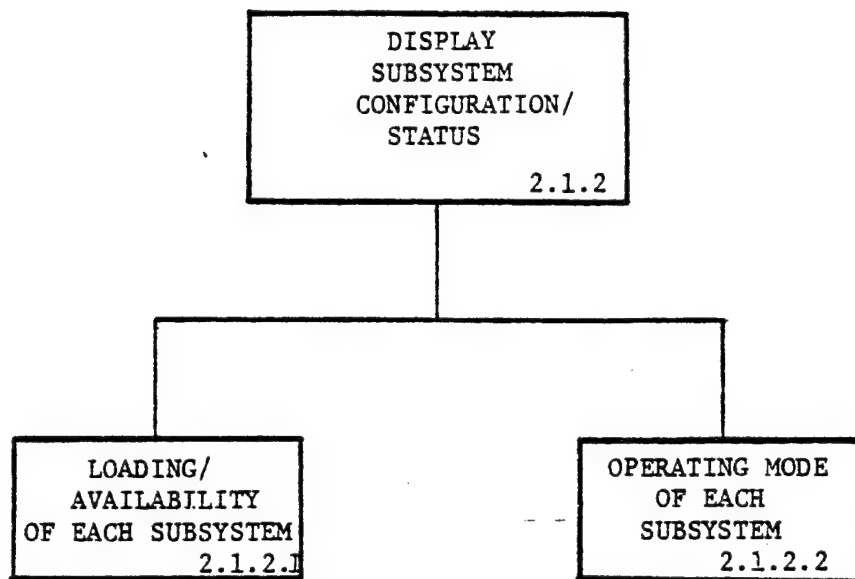 DISPLAY
SUBSYSTEM
CONFIGURATION/
STATUS
2.1.2
LOADING/
AVAILABILITY
OF EACH SUBSYSTEM
2.1.2.1
OPERATING MODE
OF EACH
SUBSYSTEM
2.1.2.2